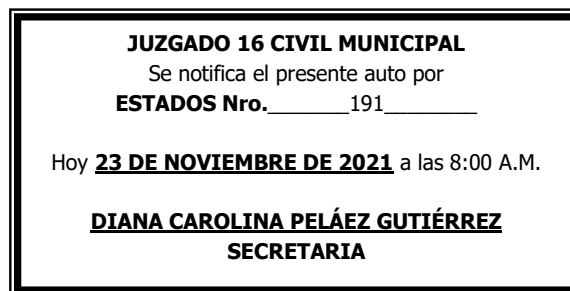 JUZGADO 16 CIVIL MUNICIPAL
Se notifica el presente auto por
ESTADOS Nro._______191________
Hoy 23 DE NOVIEMBRE DE 2021 a las 8:00 A.M.
DIANA CAROLINA PELÁEZ GUTIÉRREZ
SECRETARIA